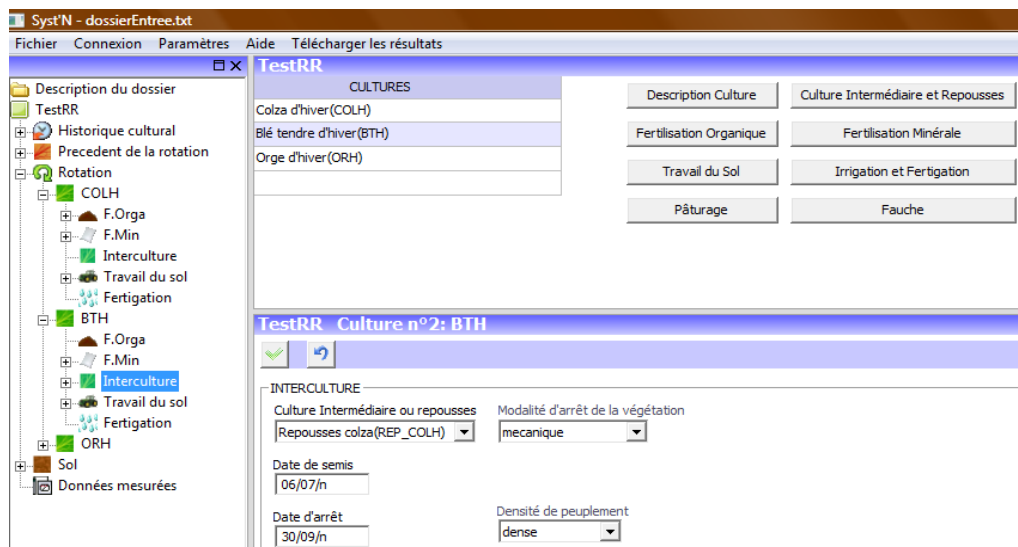 Syst'N - dossierEntree.txt
Fichier Connexion Paramètres Aide Télécharger les résultats
Description du dossier
TestRR
Historique cultural
Precedent de la rotation
Rotation
COLH
F.Orga
F.Min
Interculture
Travail du sol
Fertigation
BTH
F.Orga
F.Min
Interculture
Travail du sol
Fertigation
ORH
Sol
Données mesurées
TestRR
CULTURES
Colza d'hiver(COLH)
Blé tendre d'hiver(BTH)
Orge d'hiver(ORH)
Description Culture Culture Intermédiaire et Repousses
Fertilisation Organique Fertilisation Minérale
Travail du Sol Irrigation et Fertigation
Pâturage Fauche
TestRR Culture n°2: BTH
INTERCULTURE
Culture Intermédiaire ou repousses Modalité d'arrêt de la végétation
Repousses colza(REP_COLH) mecanique
Date de semis
06/07/n
Date d'arrêt Densité de peuplement
30/09/n dense